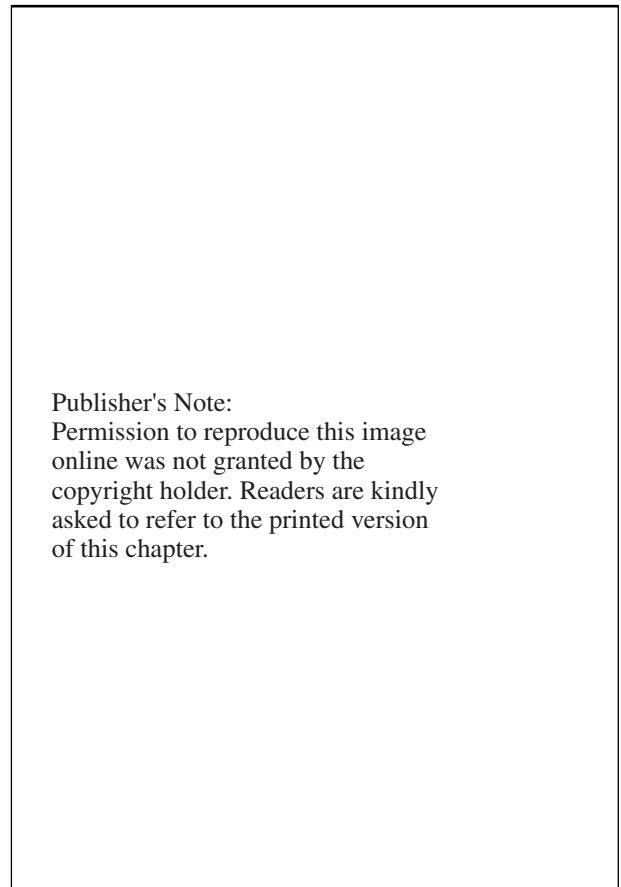 Publisher's Note:
Permission to reproduce this image
online was not granted by the
copyright holder. Readers are kindly
asked to refer to the printed version
of this chapter.